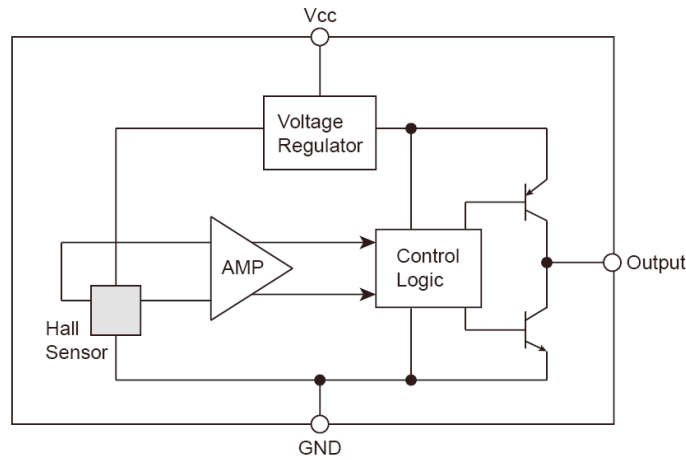 Vcc
Voltage
Regulator
AMP
Control
Logic
Output
Hall
Sensor
GND